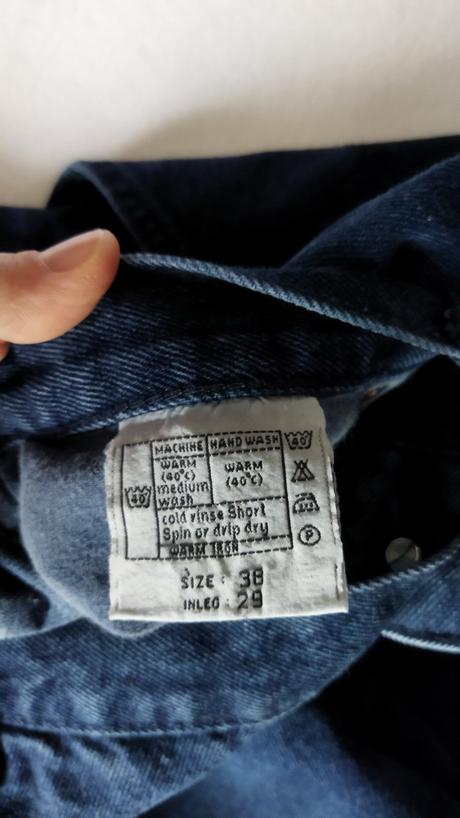 MACHINE HAND WASH
WARM (40°C) medium wash
WARM (40°C)
40
40
cold rinse Short
Spin or drip dry
WARM IRON
P
SIZE : 38
INLEG : 29